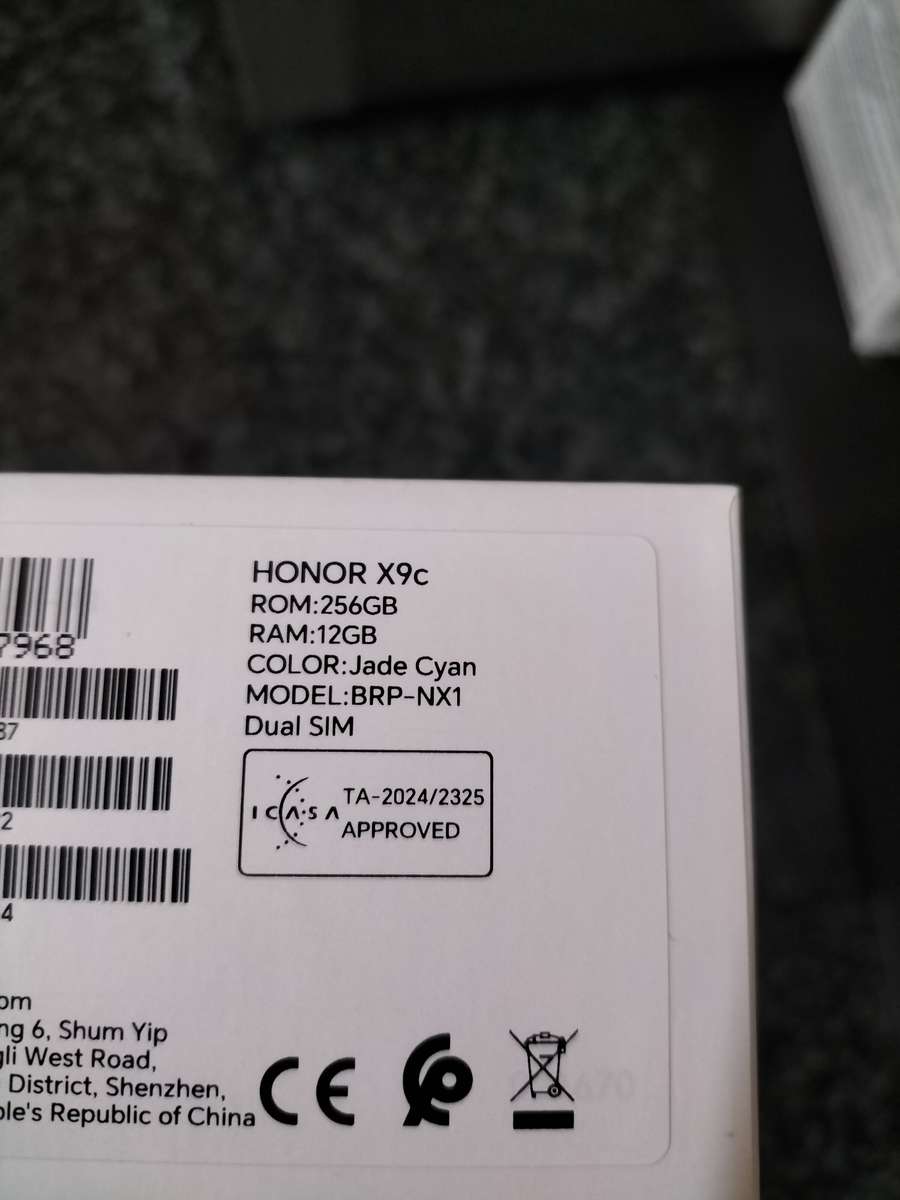 HONOR X9c
ROM:256GB
RAM:12GB
COLOR:Jade Cyan
MODEL:BRP-NX1
Dual SIM
ICASA
TA-2024/2325
APPROVED
7968
37
2
4
om
ng 6, Shum Yip
gli West Road,
District, Shenzhen,
ple's Republic of China
CE